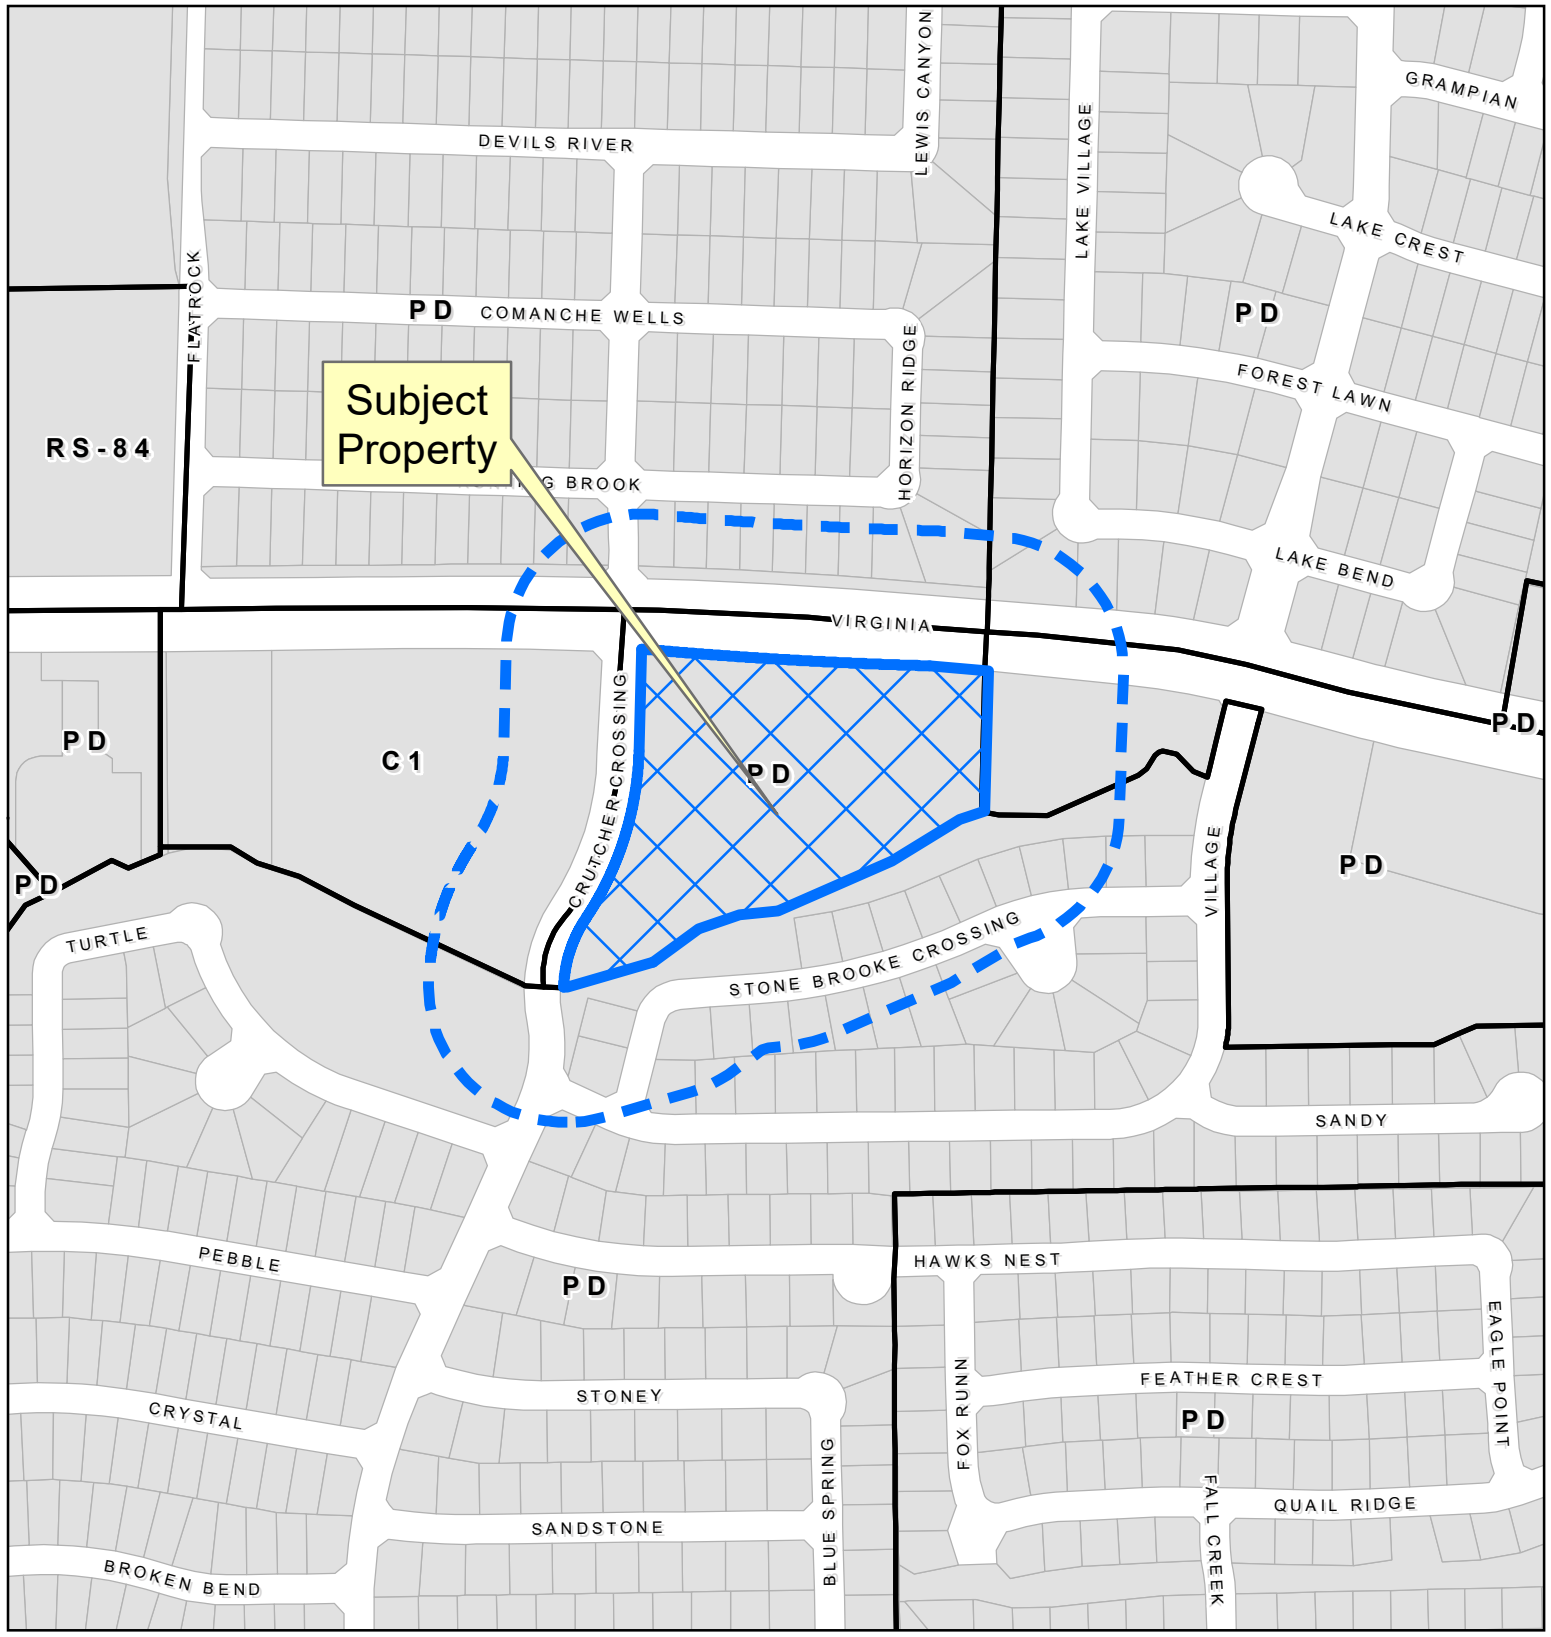 LEWIS CANYON
GRAMPIAN
DEVILS RIVER
LAKE VILLAGE
LAKE CREST
FLATROCK
PD
COMANCHE WELLS
PD
HORIZON RIDGE
FOREST LAWN
Subject
Property
RS-84
BROOK
LAKE BEND
VIRGINIA
CRUTCHER CROSSING
PD
PD
C1
PD
PD
VILLAGE
PD
TURTLE
STONE BROOKE CROSSING
SANDY
PEBBLE
HAWKS NEST
PD
EAGLE POINT
FOX RUNN
FEATHER CREST
STONEY
CRYSTAL
PD
BLUE SPRING
FALL CREEK
QUAIL RIDGE
SANDSTONE
BROKEN BEND